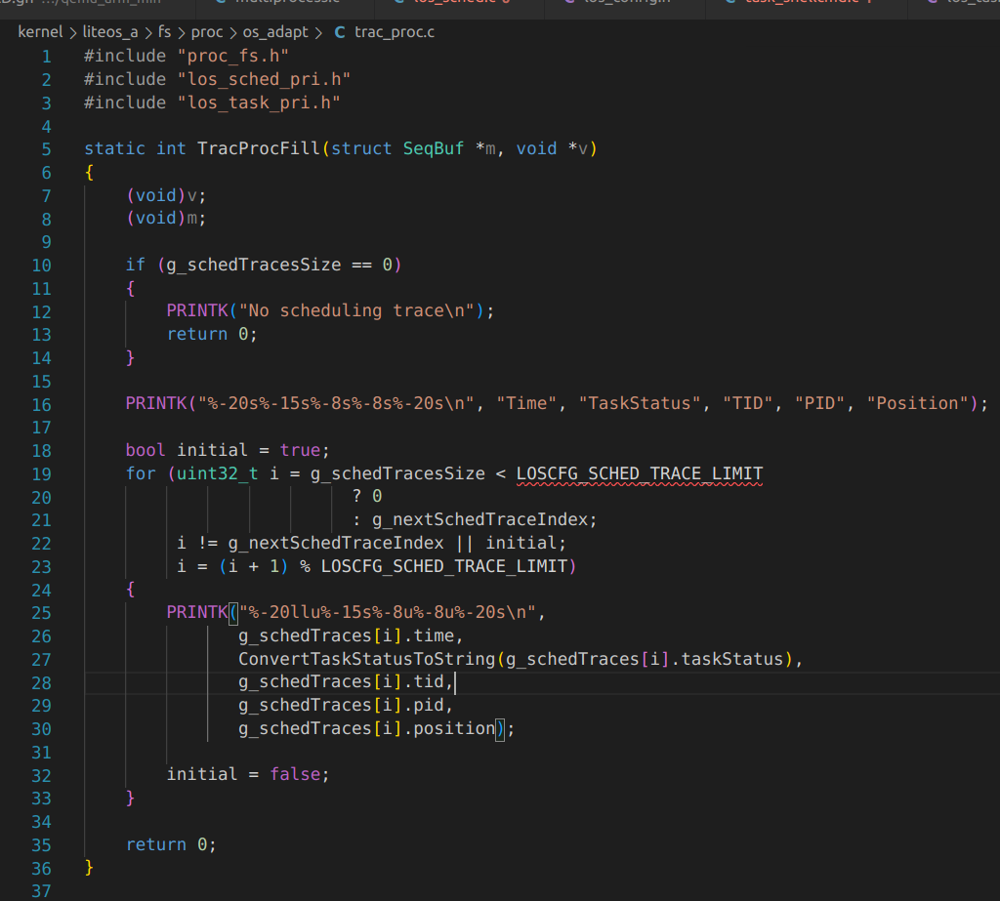 kernel > liteos_a > fs > proc > os_adapt > C trac_proc.c
1 #include "proc_fs.h"
2 #include "los_sched_pri.h"
3 #include "los_task_pri.h"
4
5 static int TracProcFill(struct SeqBuf *m, void *v)
6 {
7     (void)v;
8     (void)m;
9
10     if (g_schedTracesSize == 0)
11     {
12         PRINTK("No scheduling trace\n");
13         return 0;
14     }
15
16     PRINTK("%-20s%-15s%-8s%-8s%-20s\n", "Time", "TaskStatus", "TID", "PID", "Position");
17
18     bool initial = true;
19     for (uint32_t i = g_schedTracesSize < LOSCFG_SCHED_TRACE_LIMIT
20                           ? 0
21                           : g_nextSchedTraceIndex;
22          i != g_nextSchedTraceIndex || initial;
23          i = (i + 1) % LOSCFG_SCHED_TRACE_LIMIT)
24     {
25         PRINTK("%-20llu%-15s%-8u%-8u%-20s\n",
26                g_schedTraces[i].time,
27                ConvertTaskStatusToString(g_schedTraces[i].taskStatus),
28                g_schedTraces[i].tid,
29                g_schedTraces[i].pid,
30                g_schedTraces[i].position);
31
32         initial = false;
33     }
34
35     return 0;
36 }
37